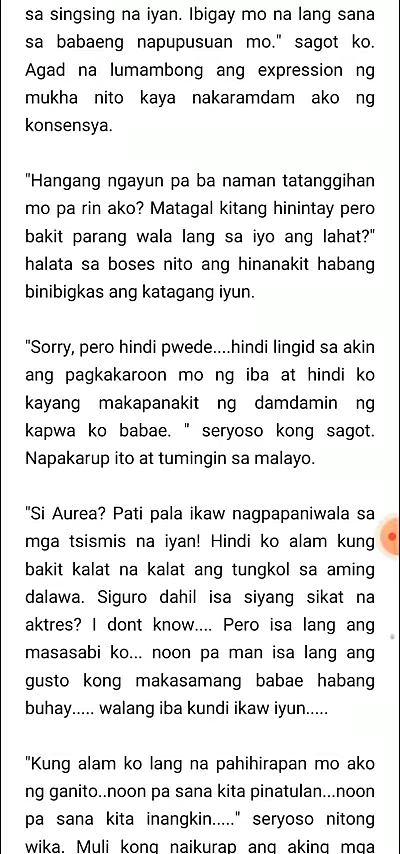 sa singsing na iyan. Ibigay mo na lang sana
sa babaeng napupusuan mo." sagot ko.
Agad na lumambong ang expression ng
mukha nito kaya nakaramdam ako ng
konsensya.
"Hangang ngayun pa ba naman tatanggihan
mo pa rin ako? Matagal kitang hinintay pero
bakit parang wala lang sa iyo ang lahat?"
halata sa boses nito ang hinanakit habang
binibigkas ang katagang iyun.
"Sorry, pero hindi pwede....hindi lingid sa akin
ang pagkakaroon mo ng iba at hindi ko
kayang makapanakit ng damdamin ng
kapwa ko babae. " seryoso kong sagot.
Napakarup ito at tumingin sa malayo.
"Si Aurea? Pati pala ikaw nagpapaniwala sa
mga tsismis na iyan! Hindi ko alam kung
bakit kalat na kalat ang tungkol sa aming
dalawa. Siguro dahil isa siyang sikat na
aktres? I dont know.... Pero isa lang ang
masasabi ko... noon pa man isa lang ang
gusto kong makasamang babae habang
buhay..... walang iba kundi ikaw iyun.....
"Kung alam ko lang na pahihirapan mo ako
ng ganito..noon pa sana kita pinatulan...noon
pa sana kita inangkin....." seryoso nitong
wika. Muli kong naikurap ang aking mga